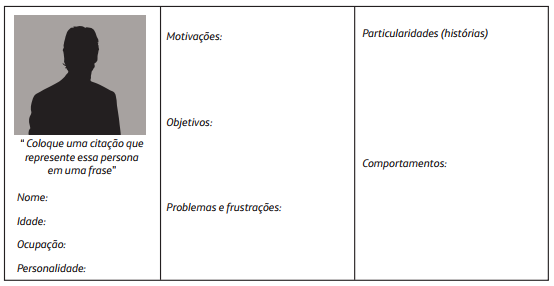 " Coloque uma citação que
represente essa persona
em uma frase"
Nome:
Idade:
Ocupação:
Personalidade:
Motivações:
Objetivos:
Problemas e frustrações:
Particularidades (histórias)
Comportamentos: